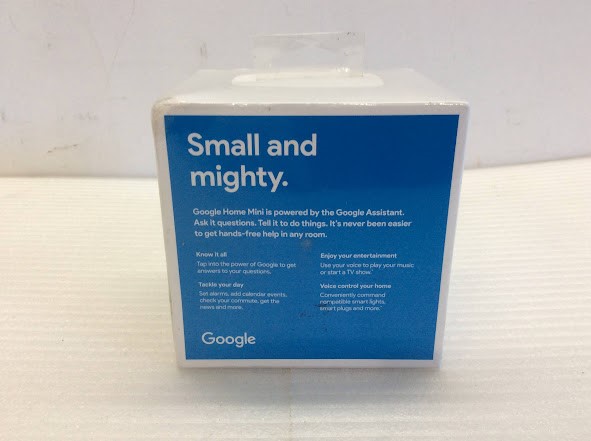 Small and
mighty.
Google Home Mini is powered by the Google Assistant.
Ask it questions. Tell it to do things. It's never been easier
to get hands-free help in any room.
Know it all
Tap into the power of Google to get
answers to your questions.
Tackle your day
Set alarms, add calendar events,
check your commute, get the
news and more.
Enjoy your entertainment
Use your voice to play your music
or start a TV show.
Voice control your home
Conveniently command
compatible smart lights,
smart plugs and more.
Google